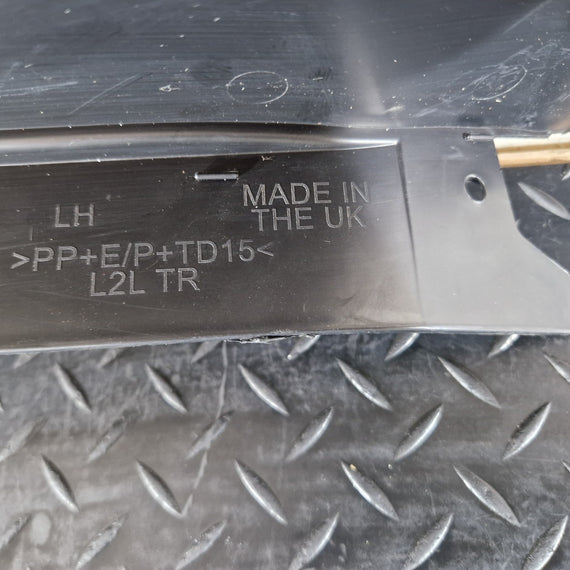 LH
MADE IN
THE UK
>PP+E/P+TD15<
L2L TR